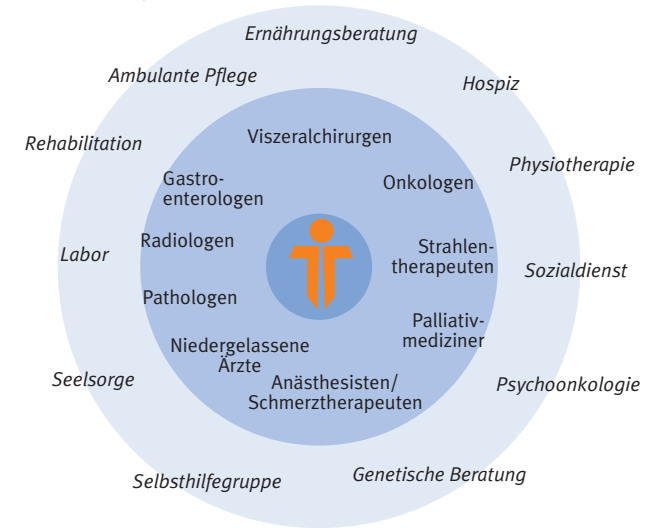 Ernährungsberatung
Ambulante Pflege
Hospiz
Rehabilitation
Viszeralchirurgen
Physiotherapie
Gastro-
enterologen
Onkologen
Labor
Radiologen
Strahlen-
therapeuten
Sozialdienst
Pathologen
Palliativ-
mediziner
Niedergelassene
Ärzte
Seelsorge
Anästhesisten/
Schmerztherapeuten
Psychoonkologie
Selbsthilfegruppe
Genetische Beratung